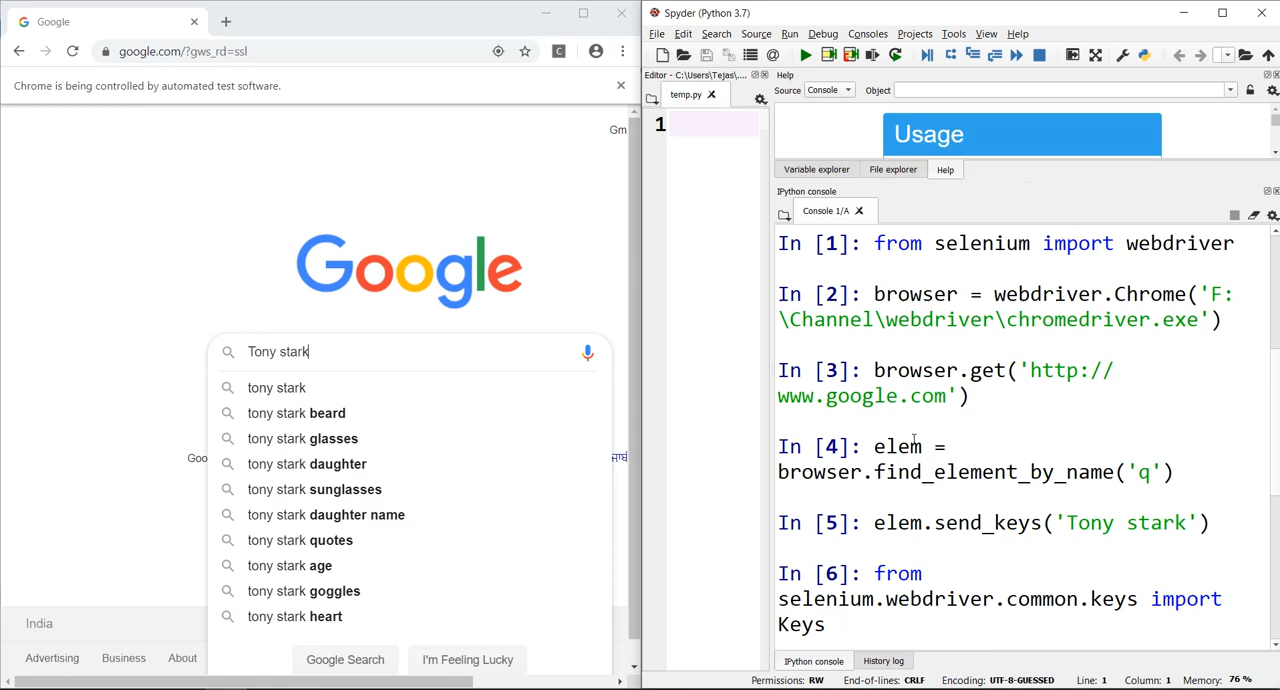 Google
google.com/?gws_rd=ssl
C
Chrome is being controlled by automated test software.
Gm
Google
Tony stark
tony stark
tony stark beard
tony stark glasses
tony stark daughter
tony stark sunglasses
tony stark daughter name
tony stark quotes
tony stark age
tony stark goggles
tony stark heart
Goo
Google Search
I'm Feeling Lucky
India
Advertising Business About
Spyder (Python 3.7)
File Edit Search Source Run Debug Consoles Projects Tools View Help
Editor - C:\Users\Tejas\....
temp.py
1
Help
Source Console Object
Usage
Variable explorer File explorer Help
IPython console
Console 1/A
In [1]: from selenium import webdriver
In [2]: browser = webdriver.Chrome('F:
\Channel\webdriver\chromedriver.exe')
In [3]: browser.get('http://
www.google.com')
In [4]: elem =
browser.find_element_by_name('q')
In [5]: elem.send_keys('Tony stark')
In [6]: from
selenium.webdriver.common.keys import
Keys
IPython console History log
Permissions: RW End-of-lines: CRLF Encoding: UTF-8-GUESSED Line: 1 Column: 1 Memory: 76 %